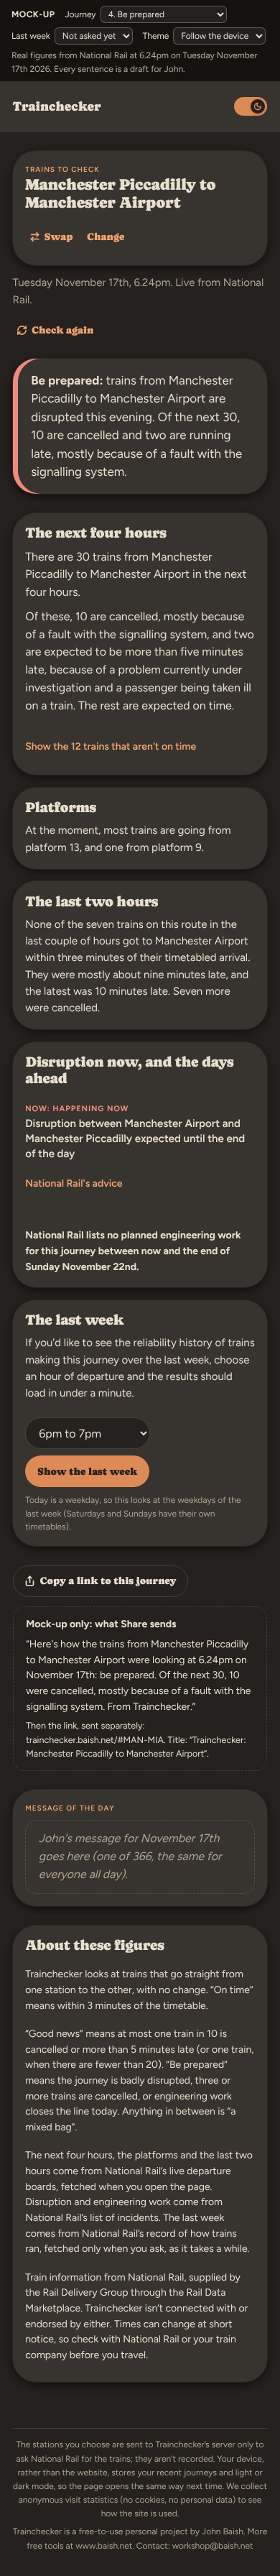 MOCK-UP Journey 4. Be prepared
Last week Not asked yet Theme Follow the device
Real figures from National Rail at 6.24pm on Tuesday November
17th 2026. Every sentence is a draft for John.
Trainchecker
TRAINS TO CHECK
Manchester Piccadilly to
Manchester Airport
Swap Change
Tuesday November 17th, 6.24pm. Live from National
Rail.
Check again
Be prepared: trains from Manchester
Piccadilly to Manchester Airport are
disrupted this evening. Of the next 30,
10 are cancelled and two are running
late, mostly because of a fault with the
signalling system.
The next four hours
There are 30 trains from Manchester
Piccadilly to Manchester Airport in the next
four hours.
Of these, 10 are cancelled, mostly because
of a fault with the signalling system, and two
are expected to be more than five minutes
late, because of a problem currently under
investigation and a passenger being taken ill
on a train. The rest are expected on time.
Show the 12 trains that aren't on time
Platforms
At the moment, most trains are going from
platform 13, and one from platform 9.
The last two hours
None of the seven trains on this route in the
last couple of hours got to Manchester Airport
within three minutes of their timetabled arrival.
They were mostly about nine minutes late, and
the latest was 10 minutes late. Seven more
were cancelled.
Disruption now, and the days
ahead
NOW: HAPPENING NOW
Disruption between Manchester Airport and
Manchester Piccadilly expected until the end
of the day
National Rail's advice
National Rail lists no planned engineering work
for this journey between now and the end of
Sunday November 22nd.
The last week
If you'd like to see the reliability history of trains
making this journey over the last week, choose
an hour of departure and the results should
load in under a minute.
6pm to 7pm
Show the last week
Today is a weekday, so this looks at the weekdays of the
last week (Saturdays and Sundays have their own
timetables).
Copy a link to this journey
Mock-up only: what Share sends
"Here's how the trains from Manchester Piccadilly
to Manchester Airport were looking at 6.24pm on
November 17th: be prepared. Of the next 30, 10
were cancelled, mostly because of a fault with the
signalling system. From Trainchecker."
Then the link, sent separately:
trainchecker.baish.net/#MAN-MIA. Title: "Trainchecker:
Manchester Piccadilly to Manchester Airport".
MESSAGE OF THE DAY
John's message for November 17th
goes here (one of 366, the same for
everyone all day).
About these figures
Trainchecker looks at trains that go straight from
one station to the other, with no change. "On time"
means within 3 minutes of the timetable.
"Good news" means at most one train in 10 is
cancelled or more than 5 minutes late (or one train,
when there are fewer than 20). "Be prepared"
means the journey is badly disrupted, three or
more trains are cancelled, or engineering work
closes the line today. Anything in between is "a
mixed bag".
The next four hours, the platforms and the last two
hours come from National Rail's live departure
boards, fetched when you open the page.
Disruption and engineering work come from
National Rail's list of incidents. The last week
comes from National Rail's record of how trains
ran, fetched only when you ask, as it takes a while.
Train information from National Rail, supplied by
the Rail Delivery Group through the Rail Data
Marketplace. Trainchecker isn't connected with or
endorsed by either. Times can change at short
notice, so check with National Rail or your train
company before you travel.
The stations you choose are sent to Trainchecker's server only to
ask National Rail for the trains; they aren't recorded. Your device,
rather than the website, stores your recent journeys and light or
dark mode, so the page opens the same way next time. We collect
anonymous visit statistics (no cookies, no personal data) to see
how the site is used.
Trainchecker is a free-to-use personal project by John Baish. More
free tools at www.baish.net. Contact: workshop@baish.net